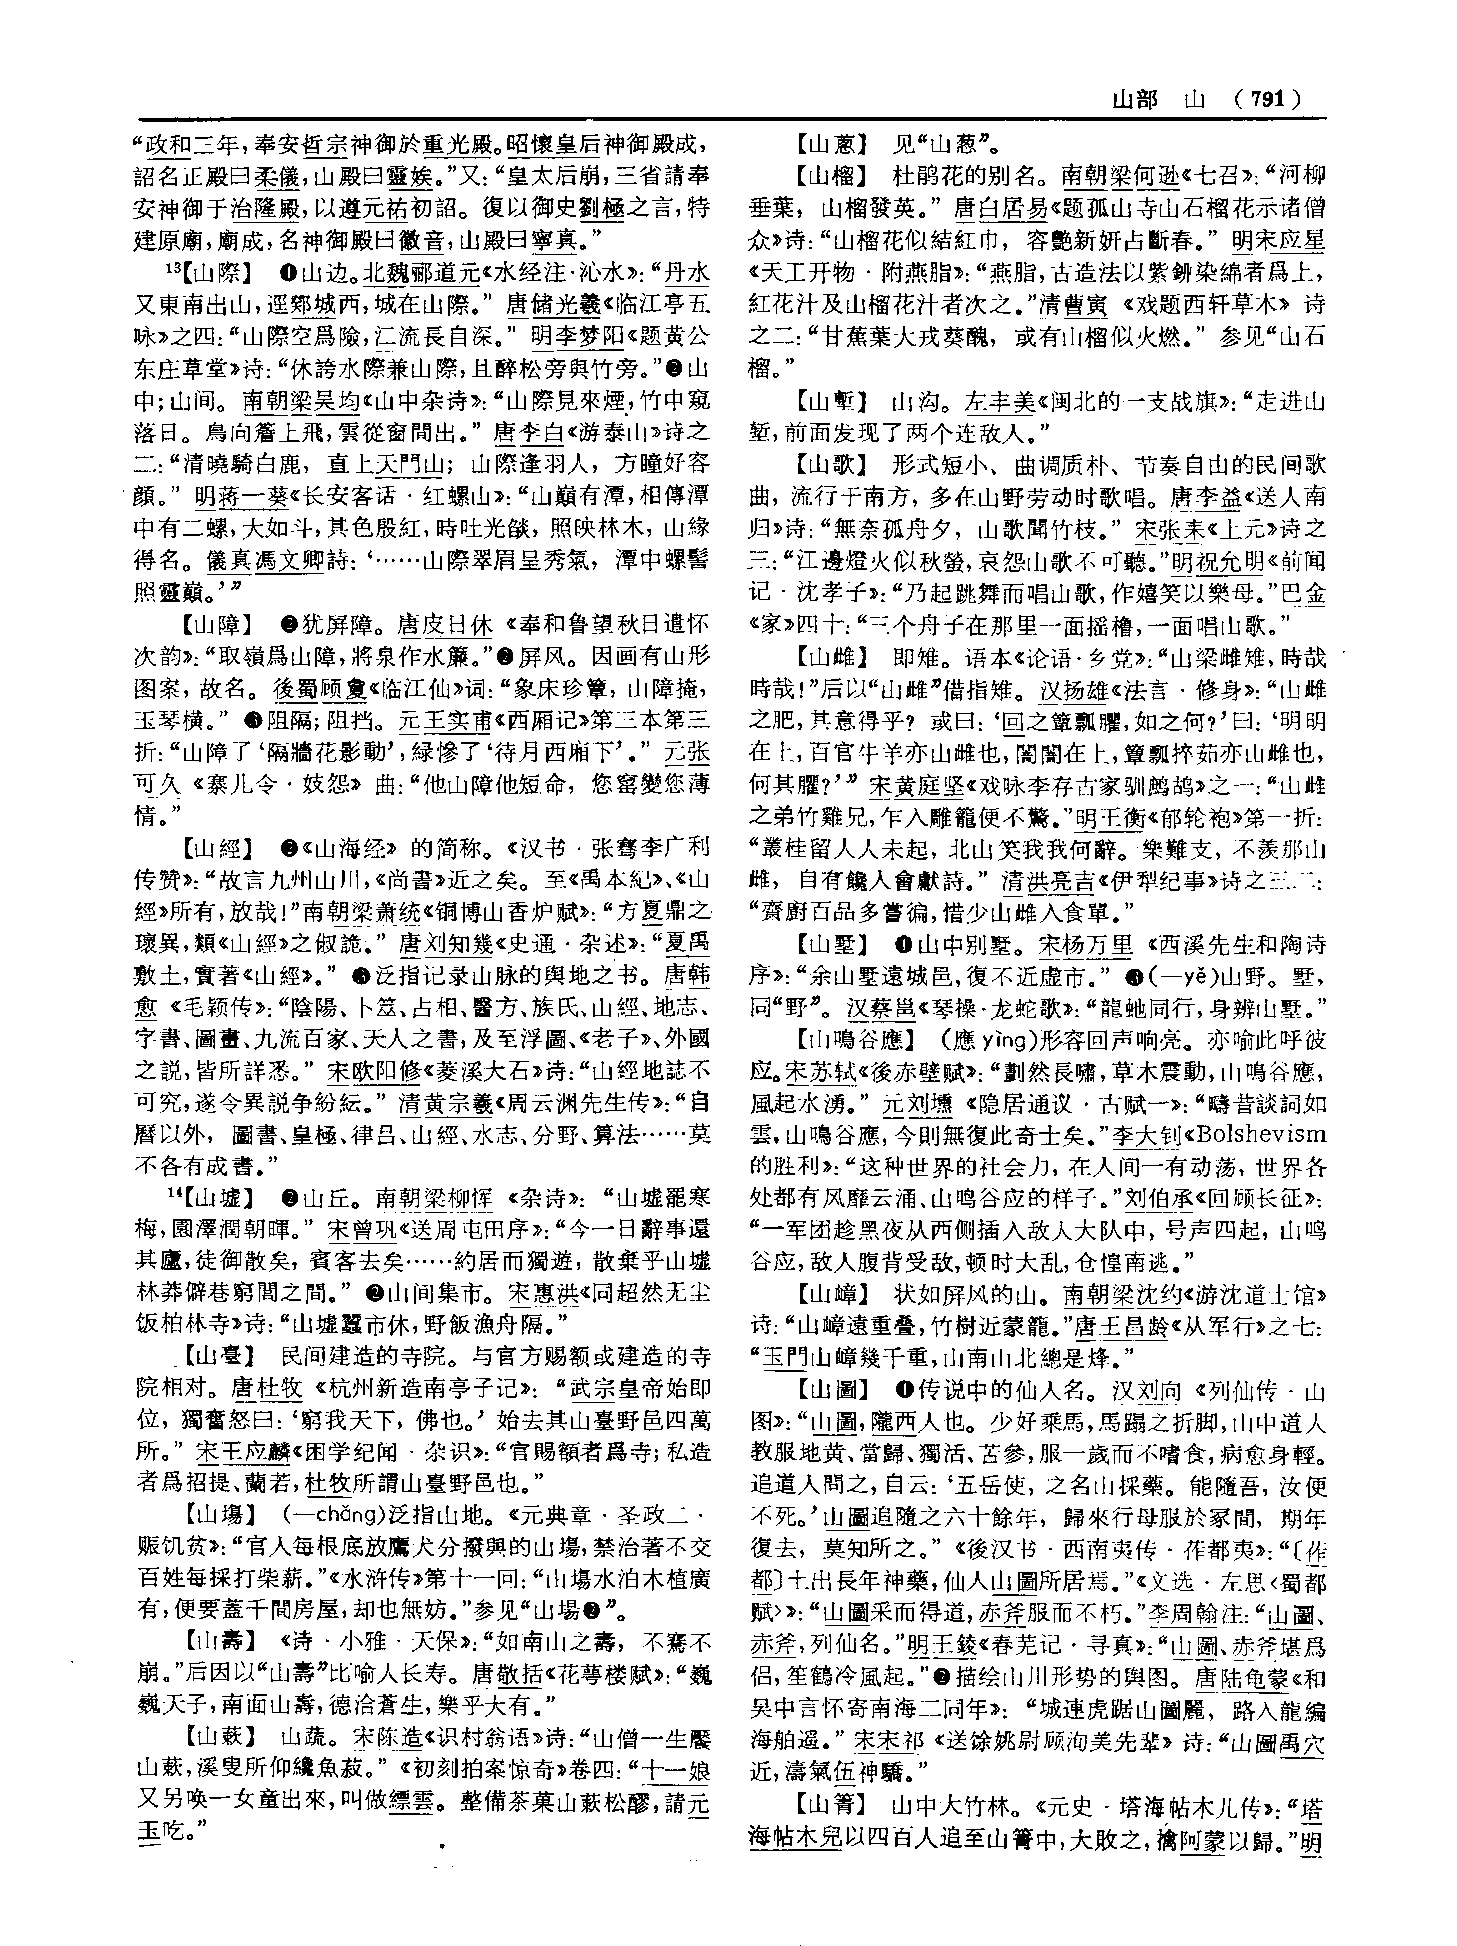 山部　山　（791）
“政和三年，奉安哲宗神御於重光殿。昭懷皇后神御殿成，
詔名正殿曰柔儀，山殿曰靈娭。”又：“皇太后崩，三省請奉
安神御于治隆殿，以遵元祐初詔。復以御史劉極之言，特
建原廟，廟成，名神御殿曰徽音，山殿曰寧真。”
13【山際】　❶山边。北魏郦道元《水经注·沁水》：“丹水
又東南出山，逕郯城西，城在山際。”唐储光羲《临江亭五
咏》之四：“山際空爲險，江流長自深。”明李梦阳《题黄公
东庄草堂》诗：“休誇水際兼山際，且醉松旁與竹旁。”❷山
中；山间。南朝梁吴均《山中杂诗》：“山際見來煙，竹中窺
落日。鳥向簷上飛，雲從窗間出。”唐李白《游泰山》诗之
二：“清曉騎白鹿，直上天門山；山際逢羽人，方瞳好容
顔。”明蒋一葵《长安客话·红螺山》：“山巔有潭，相傳潭
中有二螺，大如斗，其色殷紅，時吐光燄，照映林木，山緣
得名。儀真馮文卿詩：‘……山際翠眉呈秀氣，潭中螺髻
照靈巔。’”
【山障】　❷犹屏障。唐皮日休《奉和鲁望秋日遣怀
次韵》：“取嶺爲山障，將泉作水簾。”❷屏风。因画有山形
图案，故名。後蜀顾敻《临江仙》词：“象床珍簟，山障掩，
玉琴横。”❸阻隔；阻挡。元王实甫《西厢记》第三本第三
折：“山障了‘隔牆花影動’，緑慘了‘待月西廂下’。”元张
可久《寨儿令·妓怨》曲：“他山障他短命，您窑變您薄
情。”
【山經】　❷《山海经》的简称。《汉书·张骞李广利
传赞》：“故言九州山川，《尚書》近之矣。至《禹本紀》、《山
經》所有，放哉！”南朝梁萧统《铜博山香炉赋》：“方夏鼎之
瓌異，類《山經》之俶詭。”唐刘知幾《史通·杂述》：“夏禹
敷土，實著《山經》。”❸泛指记录山脉的舆地之书。唐韩
愈《毛颖传》：“陰陽、卜筮、占相、醫方、族氏、山經、地志、
字書、圖畫、九流百家、天人之書，及至浮圖、《老子》、外國
之説，皆所詳悉。”宋欧阳修《菱溪大石》诗：“山經地誌不
可究，遂令異説争紛紜。”清黄宗羲《周云渊先生传》：“自
曆以外，圖書、皇極、律吕、山經、水志、分野、算法……莫
不各有成書。”
14【山墟】　❷山丘。南朝梁柳恽《杂诗》：“山墟罷寒
梅，園澤潤朝暉。”宋曾巩《送周屯田序》：“今一日辭事還
其廬，徒御散矣，賓客去矣……約居而獨遊，散棄乎山墟
林莽僻巷窮閭之間。”❷山间集市。宋惠洪《同超然无尘
饭柏林寺》诗：“山墟蠶市休，野飯漁舟隔。”
【山臺】　民间建造的寺院。与官方赐额或建造的寺
院相对。唐杜牧《杭州新造南亭子记》：“武宗皇帝始即
位，獨奮怒曰：‘窮我天下，佛也。’始去其山臺野邑四萬
所。”宋王应麟《困学纪闻·杂识》：“官賜額者爲寺；私造
者爲招提、蘭若，杜牧所謂山臺野邑也。”
【山塲】　（—chǎng）泛指山地。《元典章·圣政二·
赈饥贫》：“官人每根底放鷹犬分撥與的山塲，禁治著不交
百姓每採打柴薪。”《水浒传》第十一回：“山塲水泊木植廣
有，便要蓋千間房屋，却也無妨。”参见“山場❷”。
【山壽】　《诗·小雅·天保》：“如南山之壽，不騫不
崩。”后因以“山壽”比喻人长寿。唐敬括《花萼楼赋》：“巍
巍天子，南面山壽，德洽蒼生，樂乎大有。”
【山蔌】　山蔬。宋陈造《识村翁语》诗：“山僧一生饜
山蔌，溪叟所仰纔魚菽。”《初刻拍案惊奇》卷四：“十一娘
又另唤一女童出來，叫做縹雲。整備茶菓山蔌松醪，請元
玉吃。”
【山蔥】　见“山葱”。
【山榴】　杜鹃花的别名。南朝梁何逊《七召》：“河柳
垂葉，山榴發英。”唐白居易《题孤山寺山石榴花示诸僧
众》诗：“山榴花似結紅巾，容艷新妍占斷春。”明宋应星
《天工开物·附燕脂》：“燕脂，古造法以紫鉚染綿者爲上，
紅花汁及山榴花汁者次之。”清曹寅《戏题西轩草木》诗
之二：“甘蕉葉大戎葵醜，或有山榴似火燃。”参见“山石
榴。”
【山塹】　山沟。左丰美《闽北的一支战旗》：“走进山
堑，前面发现了两个连敌人。”
【山歌】　形式短小、曲调质朴、节奏自由的民间歌
曲，流行于南方，多在山野劳动时歌唱。唐李益《送人南
归》诗：“無奈孤舟夕，山歌聞竹枝。”宋张耒《上元》诗之
三：“江邊燈火似秋螢，哀怨山歌不可聽。”明祝允明《前闻
记·沈孝子》：“乃起跳舞而唱山歌，作嬉笑以樂母。”巴金
《家》四十：“三个舟子在那里一面摇橹，一面唱山歌。”
【山雌】　即雉。语本《论语·乡党》：“山梁雌雉，時哉
時哉！”后以“山雌”借指雉。汉扬雄《法言·修身》：“山雌
之肥，其意得乎？或曰：‘回之簞瓢臞，如之何？’曰：‘明明
在上，百官牛羊亦山雌也，闇闇在上，簞瓢捽茹亦山雌也，
何其臞？’”宋黄庭坚《戏咏李存古家驯鹧鸪》之一：“山雌
之弟竹雞兄，乍入雕籠便不驚。”明王衡《郁轮袍》第一折：
“叢桂留人人未起，北山笑我我何辭。樂難支，不羨那山
雌，自有饞人會獻詩。”清洪亮吉《伊犁纪事》诗之三二：
“齋廚百品多嘗徧，惜少山雌入食單。”
【山墅】　❶山中别墅。宋杨万里《西溪先生和陶诗
序》：“余山墅遠城邑，復不近虚市。”❸（—yě）山野。墅，
同“野”。汉蔡邕《琴操·龙蛇歌》：“龍虵同行，身辨山墅。”
【山鳴谷應】　（應yìng）形容回声响亮。亦喻此呼彼
应。宋苏轼《後赤壁赋》：“劃然長嘯，草木震動，山鳴谷應，
風起水湧。”元刘壎《隐居通议·古赋一》：“疇昔談詞如
雲，山鳴谷應，今則無復此奇士矣。”李大钊《Bolshevism
的胜利》：“这种世界的社会力，在人间一有动荡，世界各
处都有风靡云涌、山鸣谷应的样子。”刘伯承《回顾长征》：
“一军团趁黑夜从西侧插入敌人大队中，号声四起，山鸣
谷应，敌人腹背受敌，顿时大乱，仓惶南逃。”
【山嶂】　状如屏风的山。南朝梁沈约《游沈道士馆》
诗：“山嶂遠重叠，竹樹近蒙籠。”唐王昌龄《从军行》之七：
“玉門山嶂幾千重，山南山北總是烽。”
【山圖】　❶传说中的仙人名。汉刘向《列仙传·山
图》：“山圖，隴西人也。少好乘馬，馬蹋之折脚，山中道人
教服地黄、當歸、獨活、苦參，服一歲而不嗜食，病愈身輕。
追道人問之，自云：‘五岳使，之名山採藥。能隨吾，汝便
不死。’山圖追隨之六十餘年，歸來行母服於冢間，期年
復去，莫知所之。”《後汉书·西南夷传·莋都夷》：“〔莋
都〕土出長年神藥，仙人山圖所居焉。”《文选·左思〈蜀都
赋〉》：“山圖采而得道，赤斧服而不朽。”李周翰注：“山圖、
赤斧，列仙名。”明王錂《春芜记·寻真》：“山圖、赤斧堪爲
侣，笙鶴冷風起。”❷描绘山川形势的舆图。唐陆龟蒙《和
吴中言怀寄南海二同年》：“城連虎踞山圖麗，路入龍編
海舶遥。”宋宋祁《送馀姚尉顾洵美先辈》诗：“山圖禹穴
近，濤氣伍神驕。”
【山箐】　山中大竹林。《元史·塔海帖木儿传》：“塔
海帖木兒以四百人追至山箐中，大敗之，擒阿蒙以歸。”明